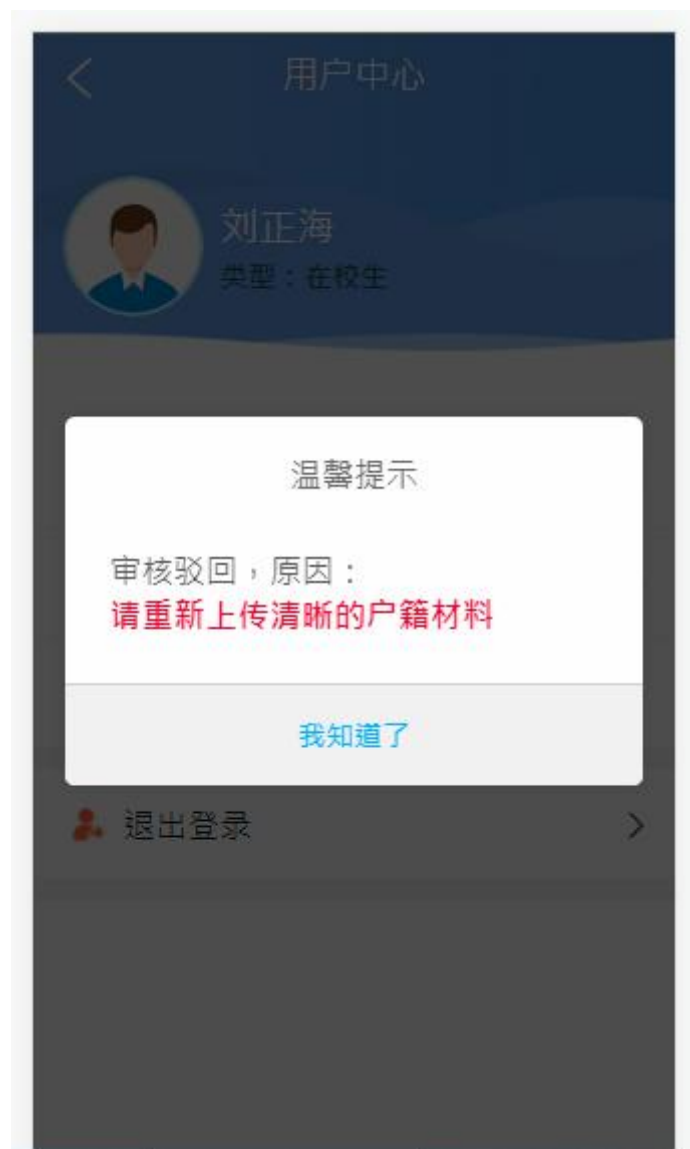 用户中心
刘正海
类型：在校生
温馨提示
审核驳回，原因：
请重新上传清晰的户籍材料
我知道了
退出登录